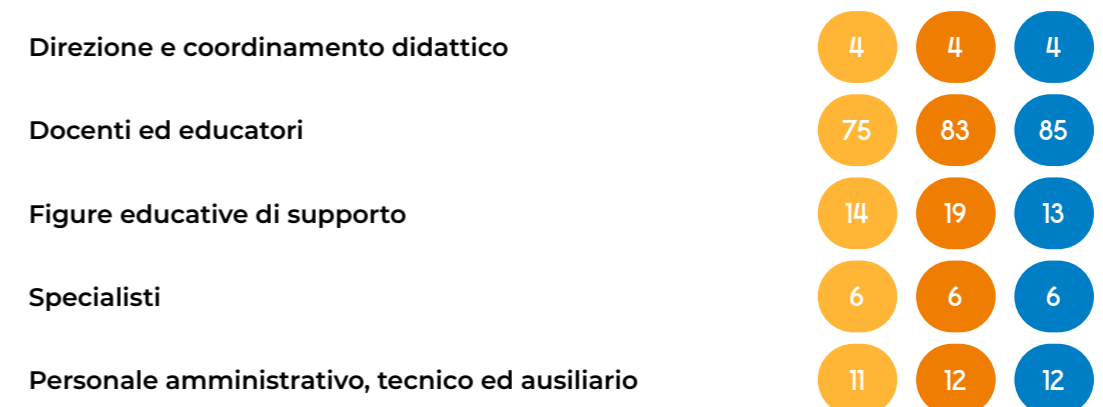 Direzione e coordinamento didattico 4 4 4
Docenti ed educatori 75 83 85
Figure educative di supporto 14 19 13
Specialisti 6 6 6
Personale amministrativo, tecnico ed ausiliario 11 12 12